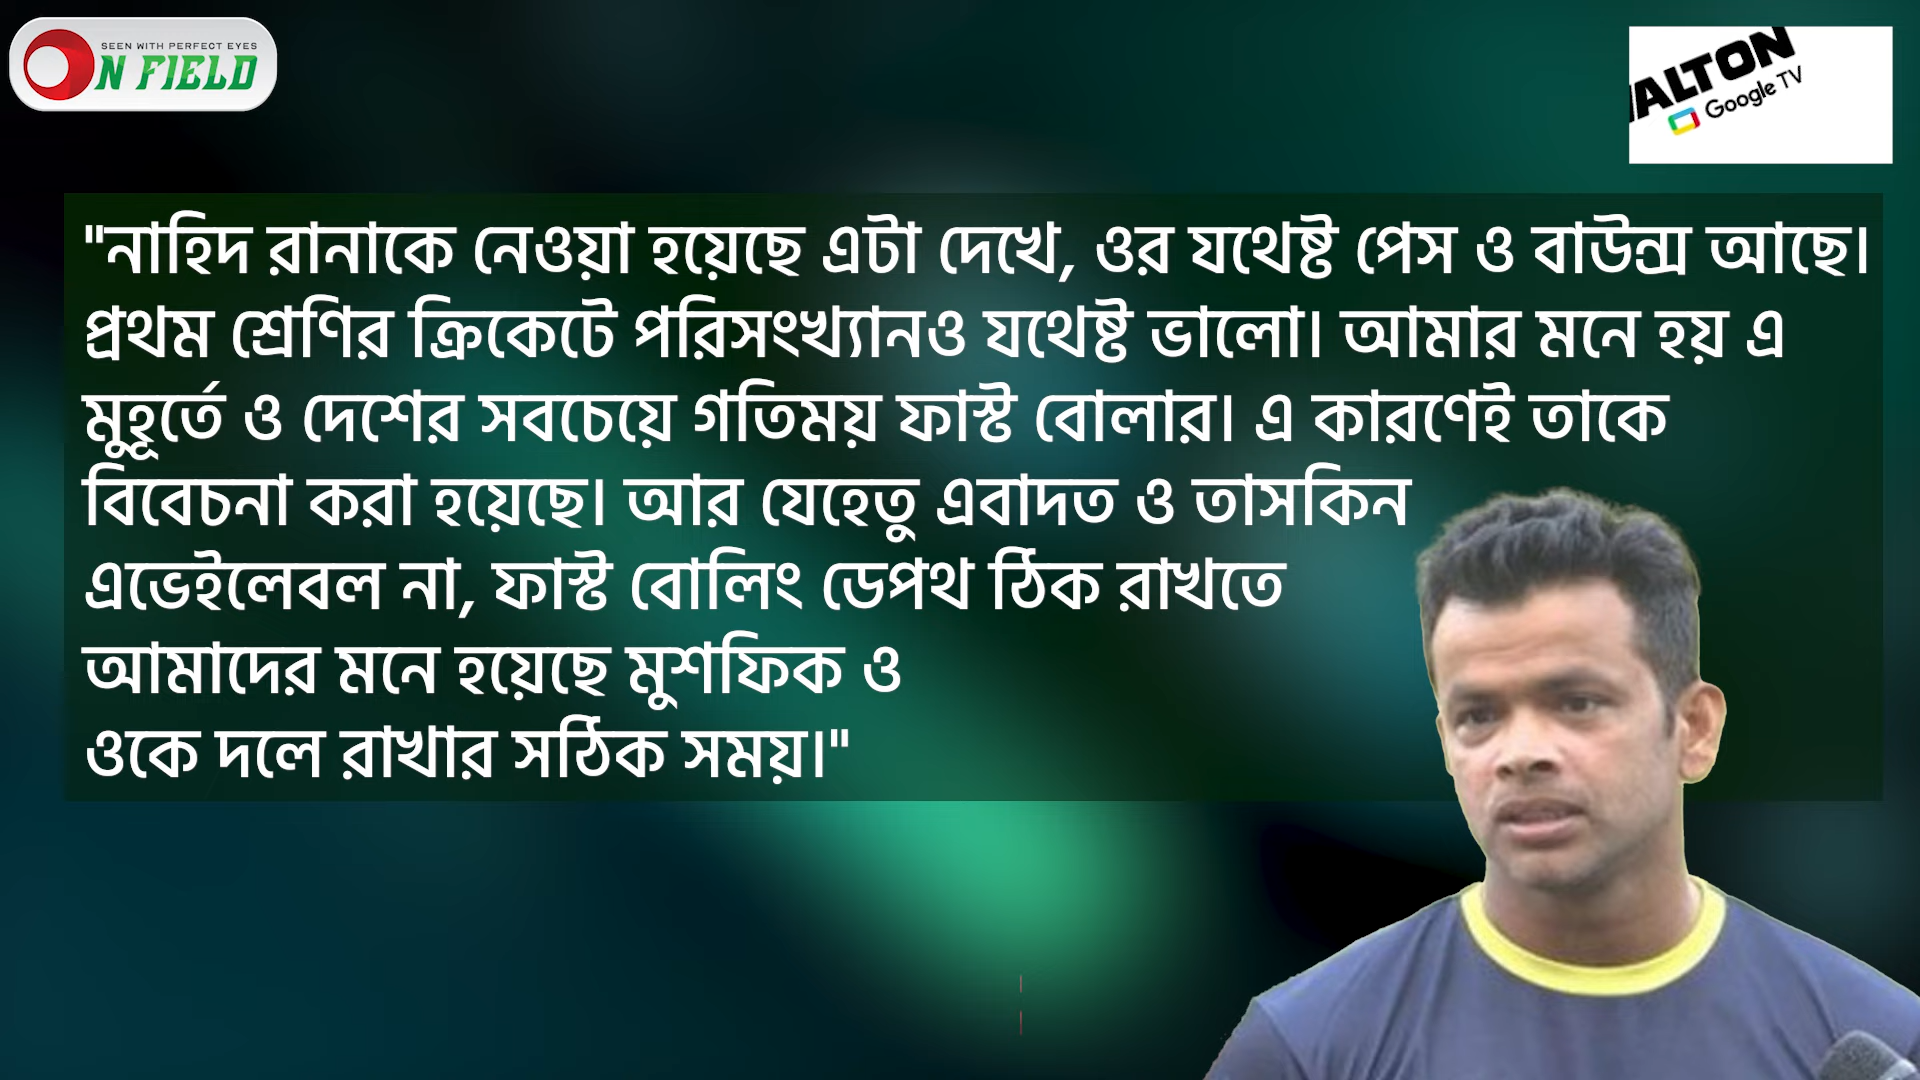 SEEN WITH PERFECT EYES
ON FIELD
WALTON
Google TV
"নাহিদ রানাকে নেওয়া হয়েছে এটা দেখে, ওর যথেষ্ট পেস ও বাউন্স আছে।
প্রথম শ্রেণির ক্রিকেটে পরিসংখ্যানও যথেষ্ট ভালো। আমার মনে হয় এ
মুহূর্তে ও দেশের সবচেয়ে গতিময় ফাস্ট বোলার। এ কারণেই তাকে
বিবেচনা করা হয়েছে। আর যেহেতু এবাদত ও তাসকিন
এভেইলেবল না, ফাস্ট বোলিং ডেপথ ঠিক রাখতে
আমাদের মনে হয়েছে মুশফিক ও
ওকে দলে রাখার সঠিক সময়।"